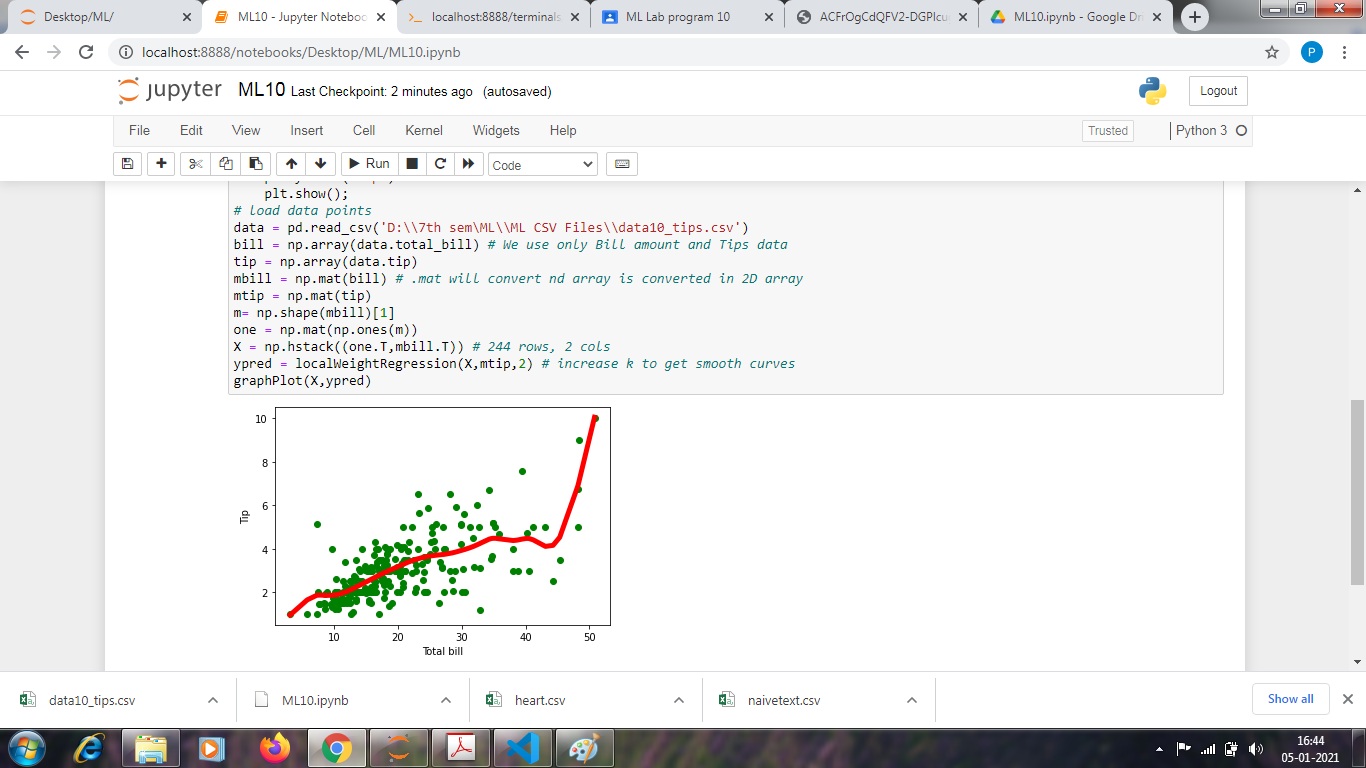 Desktop/ML/
ML10 - Jupyter Noteboo
localhost:8888/terminals
ML Lab program 10
ACFrOgCdQFV2-DGPIcu
ML10.ipynb - Google Dri
localhost:8888/notebooks/Desktop/ML/ML10.ipynb
P
jupyter ML10 Last Checkpoint: 2 minutes ago (autosaved)
Logout
File Edit View Insert Cell Kernel Widgets Help
Trusted
Python 3
Run
Code
plt.show();
# load data points
data = pd.read_csv('D:\\7th sem\ML\\ML CSV Files\\data10_tips.csv')
bill = np.array(data.total_bill) # We use only Bill amount and Tips data
tip = np.array(data.tip)
mbill = np.mat(bill) # .mat will convert nd array is converted in 2D array
mtip = np.mat(tip)
m= np.shape(mbill)[1]
one = np.mat(np.ones(m))
X = np.hstack((one.T,mbill.T)) # 244 rows, 2 cols
ypred = localWeightRegression(X,mtip,2) # increase k to get smooth curves
graphPlot(X,ypred)
10
8
6
4
2
Tip
10 20 30 40 50
Total bill
data10_tips.csv
ML10.ipynb
heart.csv
naivetext.csv
Show all
16:44
05-01-2021